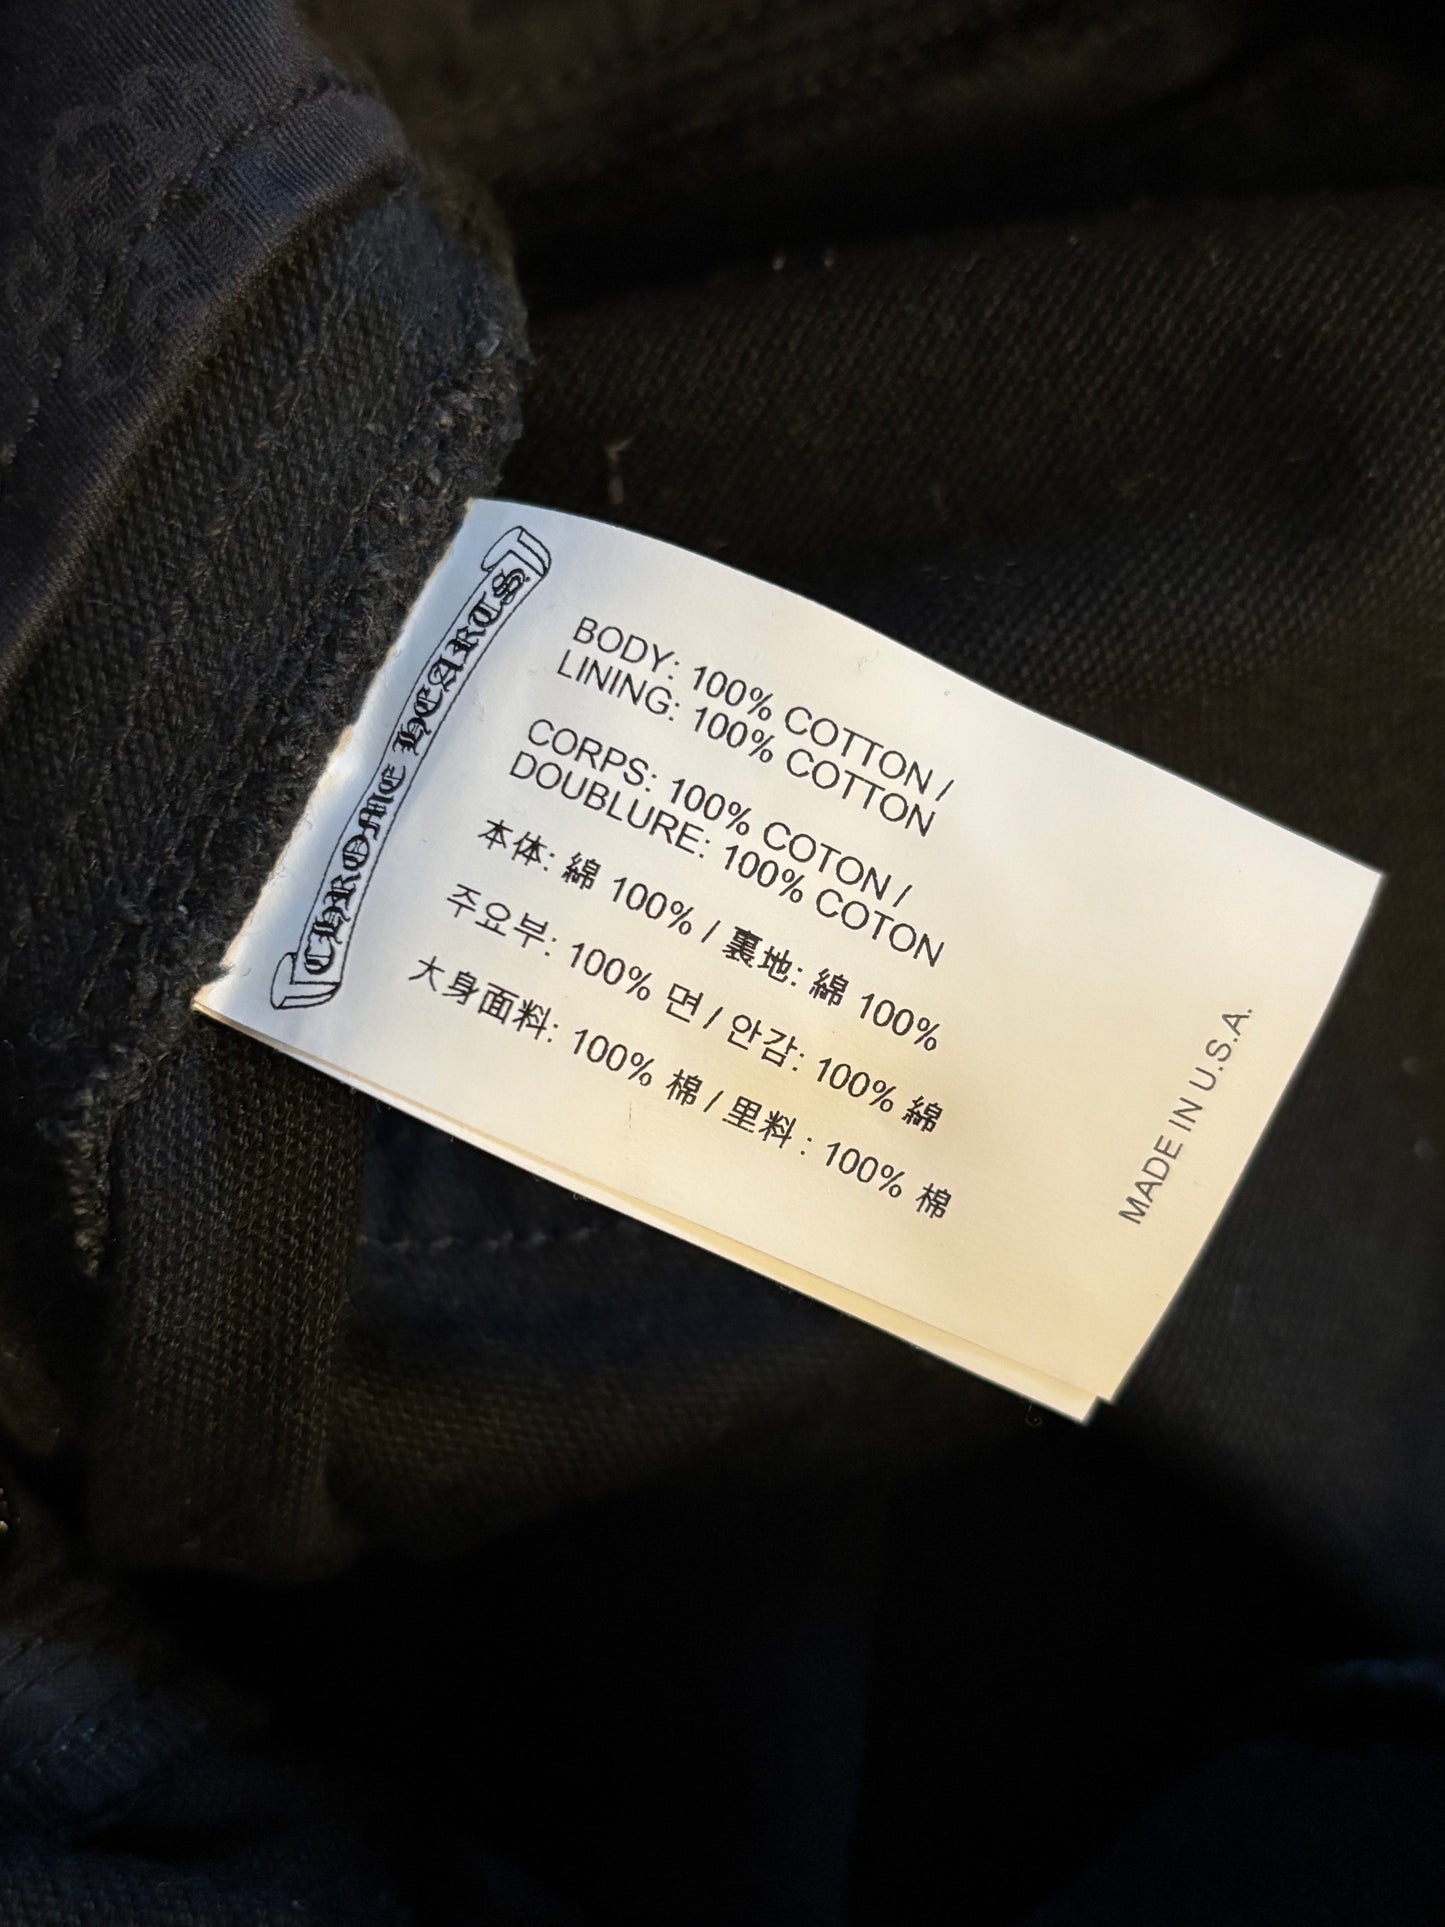 CHROME HEARTS
BODY: 100% COTTON /
LINING: 100% COTTON
CORPS: 100% COTON /
DOUBLURE: 100% COTON
本体: 綿 100% / 裏地: 綿 100%
주요부: 100% 면 / 안감: 100% 綿
大身面料: 100% 棉 / 里料 : 100% 棉
MADE IN U.S.A.